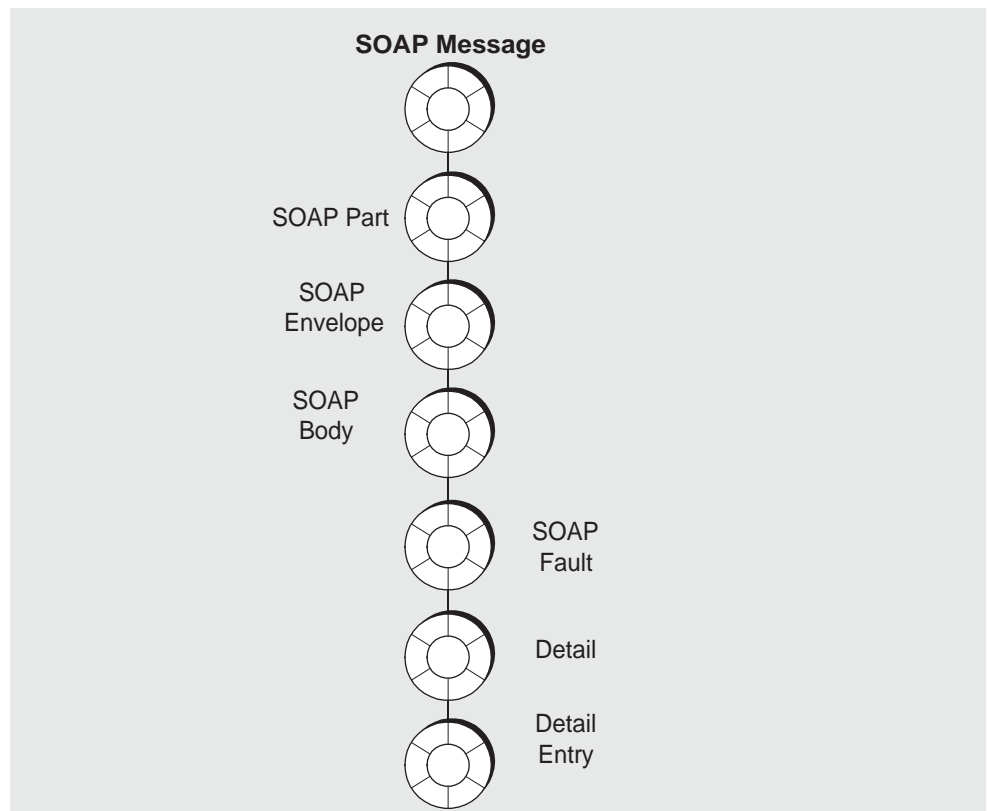 SOAP Message
SOAP Part
SOAP
Envelope
SOAP
Body
SOAP
Fault
Detail
Detail
Entry